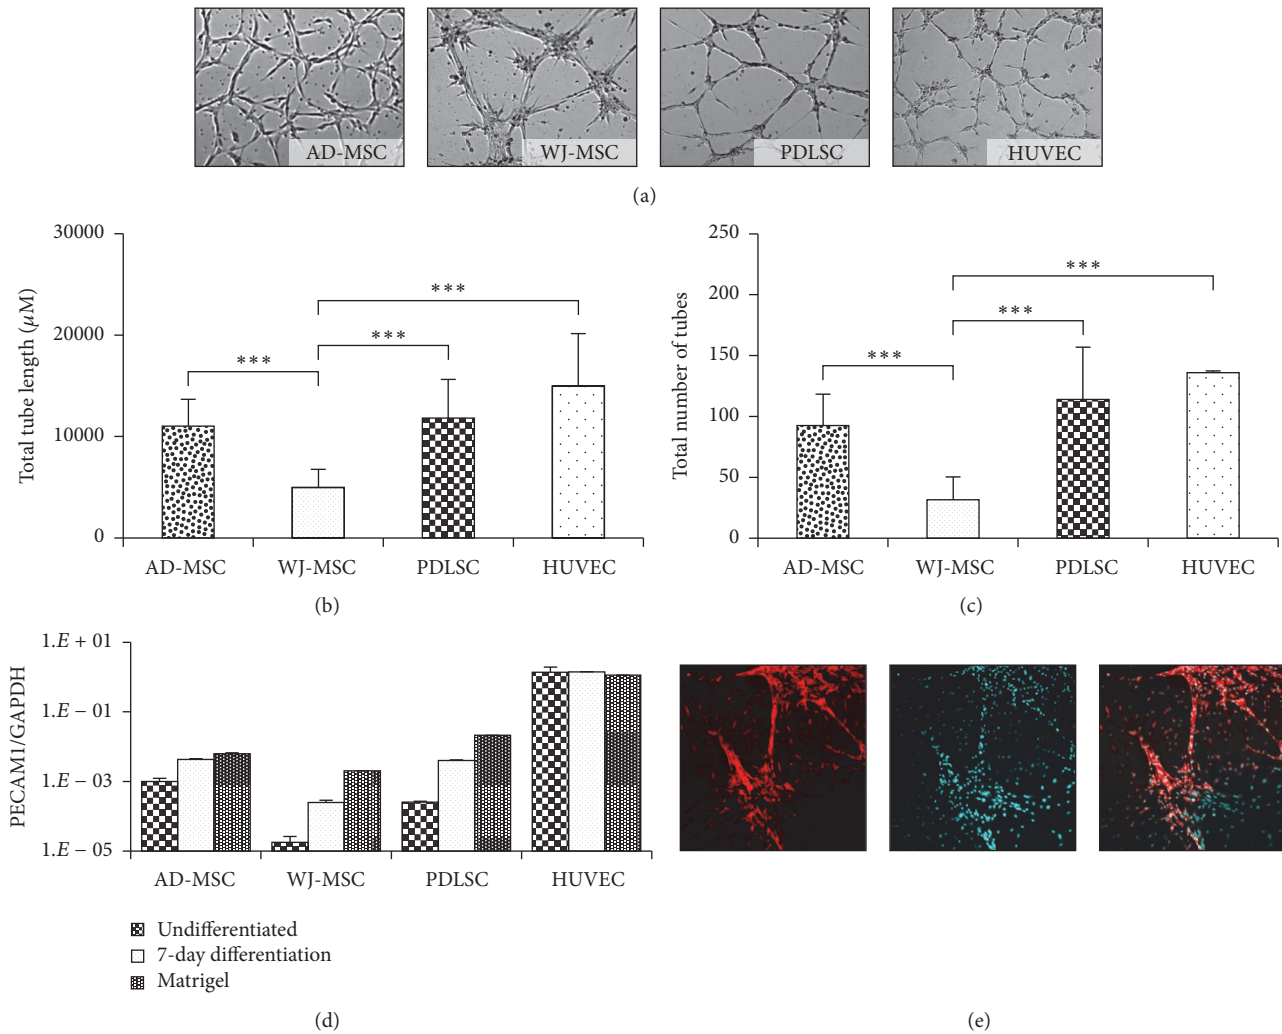 AD-MSC
WJ-MSC
PDLSC
HUVEC
(a)
Total tube length (μM)
30000
20000
10000
0
***
***
***
AD-MSC
WJ-MSC
PDLSC
HUVEC
(b)
Total number of tubes
250
200
150
100
50
0
***
***
***
AD-MSC
WJ-MSC
PDLSC
HUVEC
(c)
PECAM1/GAPDH
1.E + 01
1.E − 01
1.E − 03
1.E − 05
AD-MSC
WJ-MSC
PDLSC
HUVEC
Undifferentiated
7-day differentiation
Matrigel
(d)
(e)